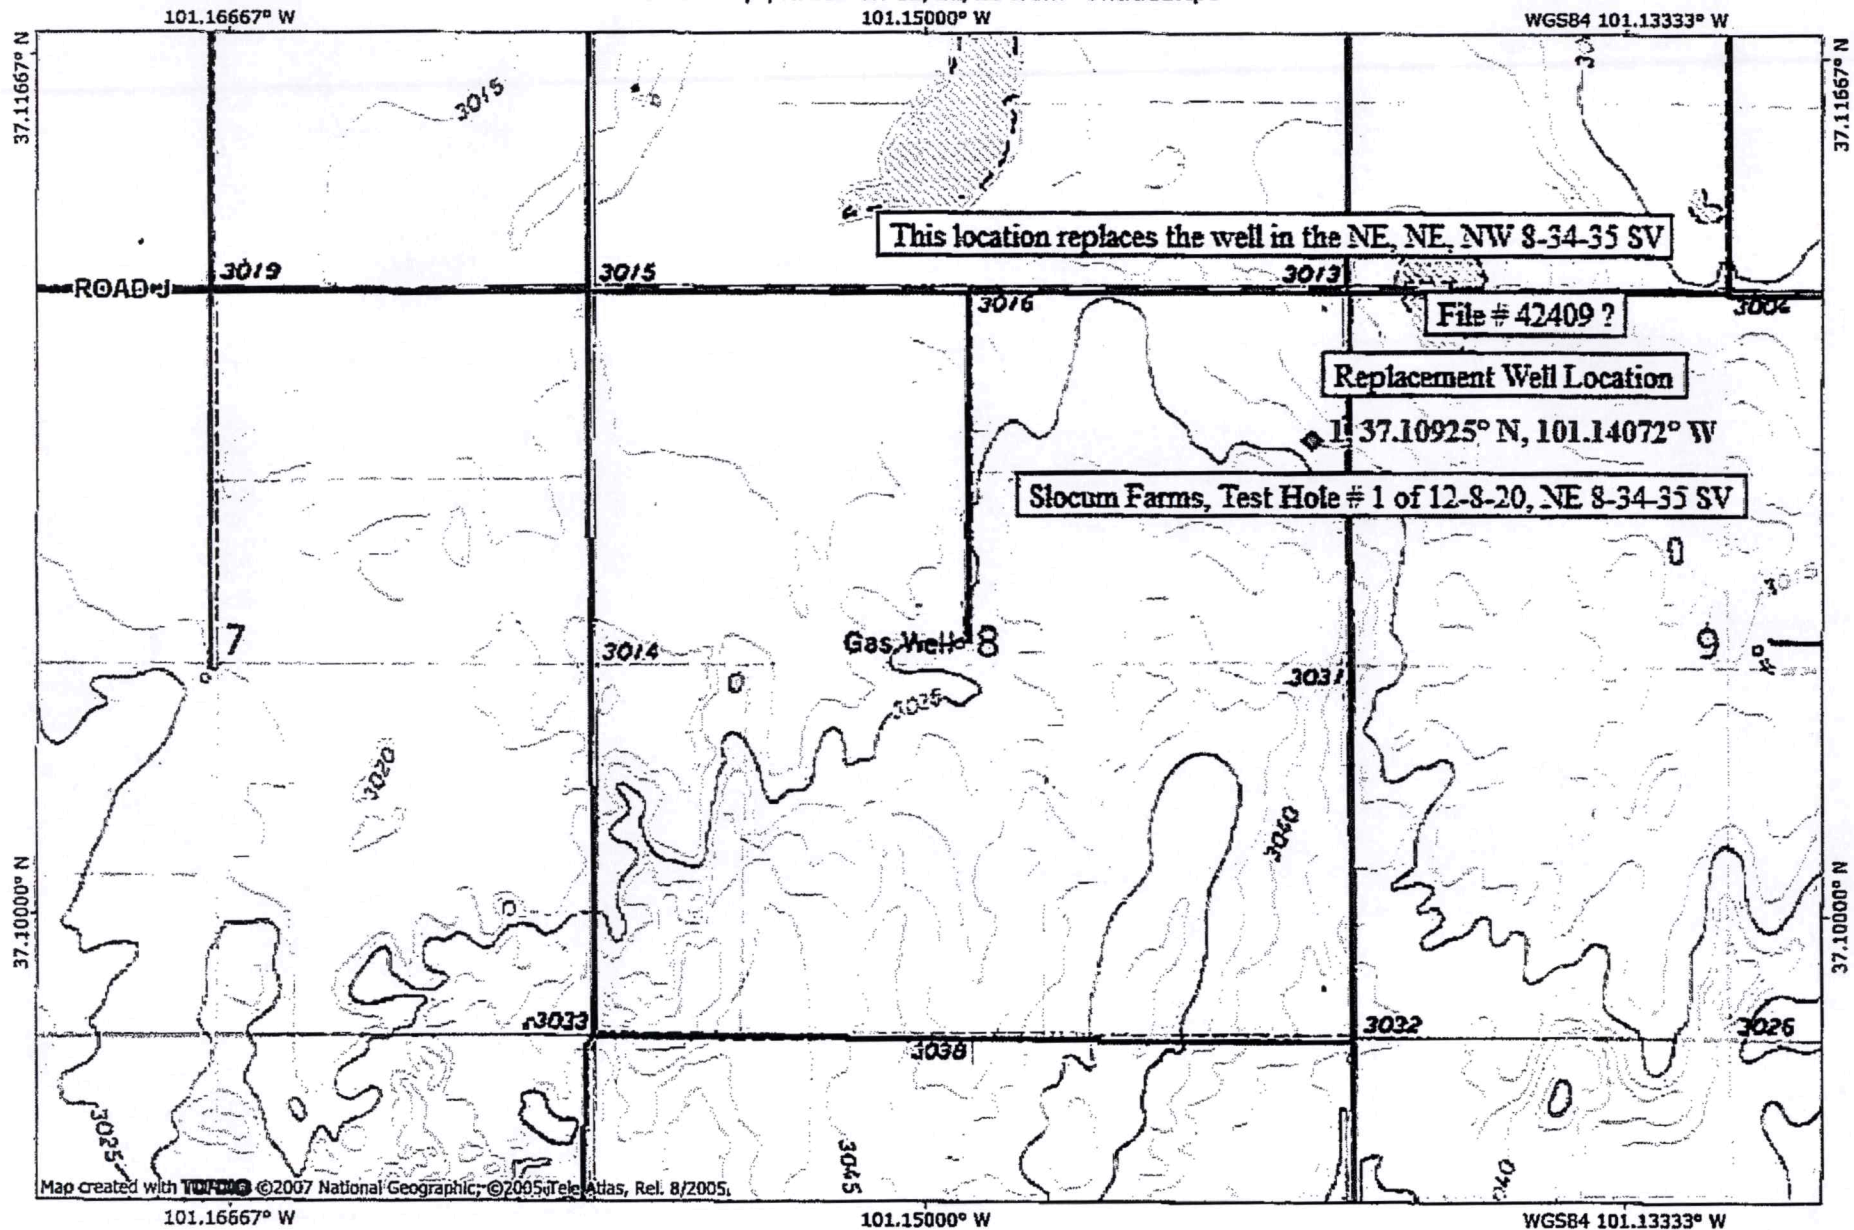 101.16667° W 101.15000° W WGS84 101.13333° W
37.11667° N
37.11667° N
3015
This location replaces the well in the NE, NE, NW 8-34-35 SV
3019 3015 3013
ROAD J
3016
File # 42409 ? 3004
Replacement Well Location
1 37.10925° N, 101.14072° W
Slocum Farms, Test Hole # 1 of 12-8-20, NE 8-34-35 SV
3015
7 Gas Well 8 9
3014 3031
3025
3020
3040
37.10000° N
37.10000° N
3033 3032 3026
3038
3025
3045
Map created with TOPO! ©2007 National Geographic; ©2005 Tele Atlas, Rel. 8/2005.
101.16667° W 101.15000° W WGS84 101.13333° W